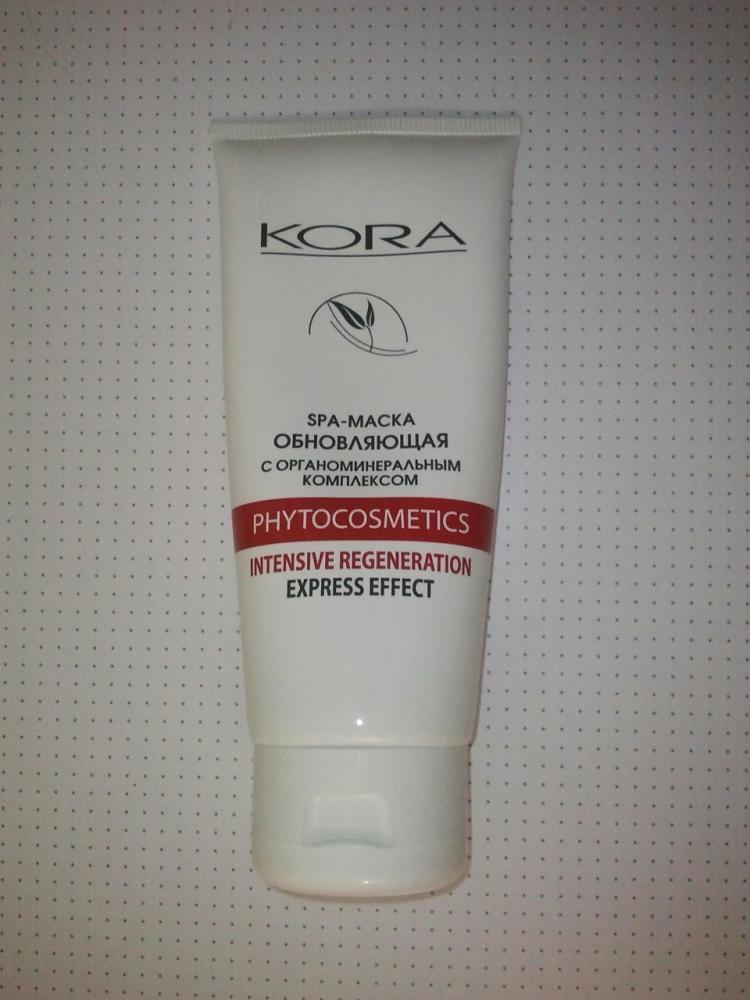 KORA
SPA-МАСКА
ОБНОВЛЯЮЩАЯ
С ОРГАНОМИНЕРАЛЬНЫМ
КОМПЛЕКСОМ
PHYTOCOSMETICS
INTENSIVE REGENERATION
EXPRESS EFFECT